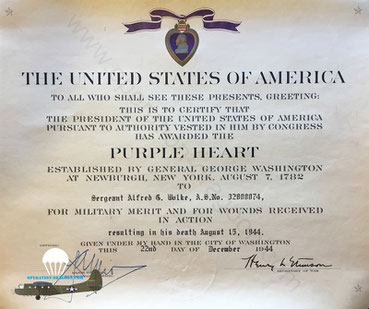 THE UNITED STATES OF AMERICA
TO ALL WHO SHALL SEE THESE PRESENTS, GREETING:
THIS IS TO CERTIFY THAT
THE PRESIDENT OF THE UNITED STATES OF AMERICA
PURSUANT TO AUTHORITY VESTED IN HIM BY CONGRESS
HAS AWARDED THE
PURPLE HEART
ESTABLISHED BY GENERAL GEORGE WASHINGTON
AT NEWBURGH, NEW YORK, AUGUST 7, 1782
TO
Sergeant Alfred G. Wolke, A.S.No. 32888074,
FOR MILITARY MERIT AND FOR WOUNDS RECEIVED
IN ACTION
resulting in his death August 15, 1944.
GIVEN UNDER MY HAND IN THE CITY OF WASHINGTON
THIS 22nd DAY OF December 1944
Henry L Stimson
SECRETARY OF WAR